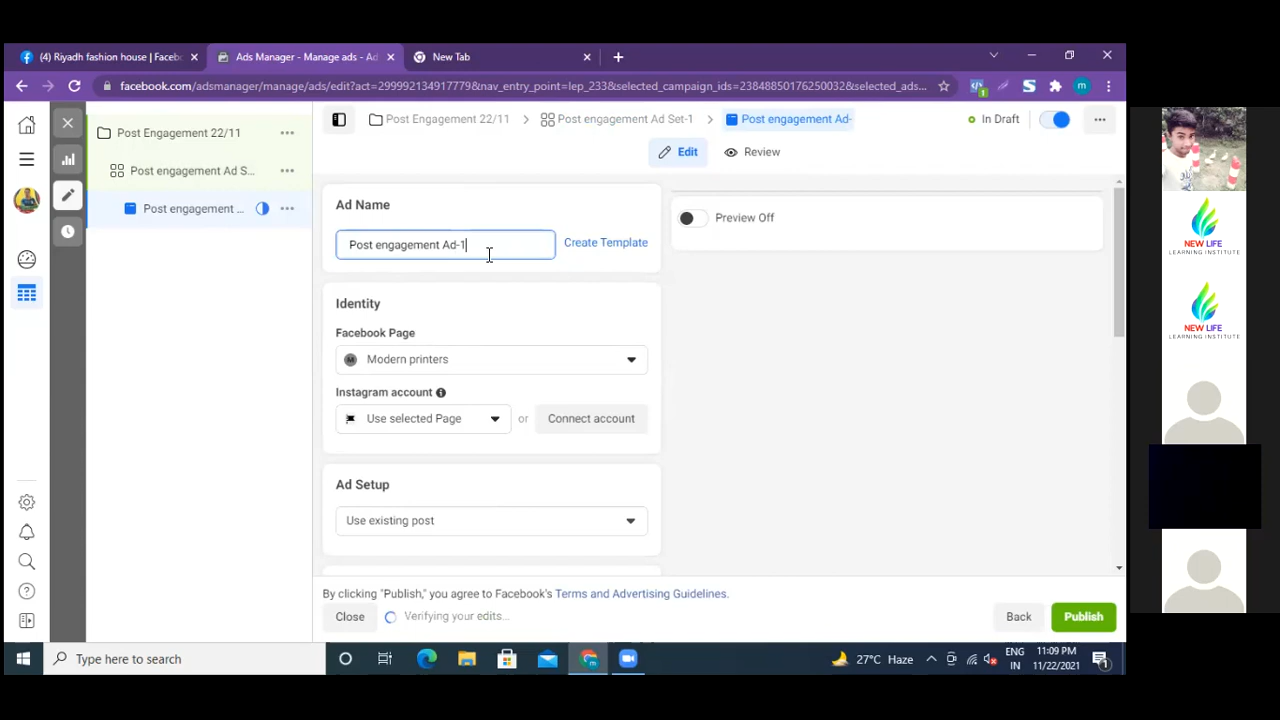 (4) Riyadh fashion house | Faceb
Ads Manager - Manage ads - Ad
New Tab
facebook.com/adsmanager/manage/ads/edit?act=299992134917779&nav_entry_point=lep_233&selected_campaign_ids=23848850176250032&selected_ads...
Post Engagement 22/11
Post engagement Ad S...
Post engagement ...
Post Engagement 22/11
Post engagement Ad Set-1
Post engagement Ad-
In Draft
Edit
Review
Ad Name
Post engagement Ad-1
Create Template
Preview Off
Identity
Facebook Page
Modern printers
Instagram account
Use selected Page
or
Connect account
Ad Setup
Use existing post
By clicking "Publish," you agree to Facebook's Terms and Advertising Guidelines.
Close
Verifying your edits...
Back
Publish
Type here to search
27°C Haze
ENG
IN
11:09 PM
11/22/2021
NEW LIFE
LEARNING INSTITUTE
NEW LIFE
LEARNING INSTITUTE